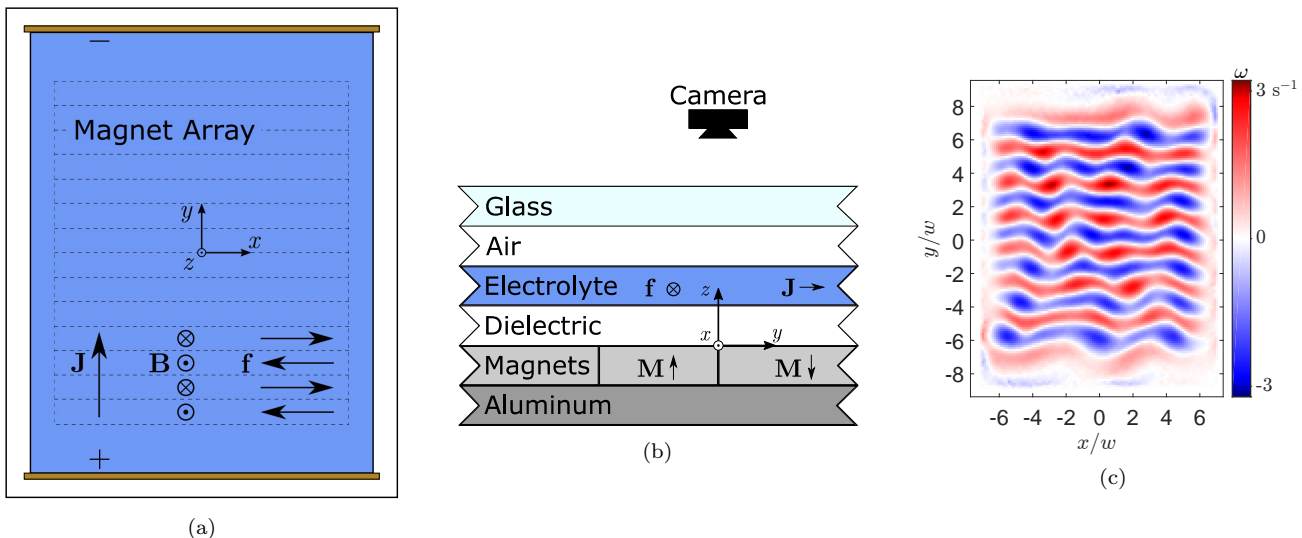 −
Magnet Array
y
x
z
J
B
f
+
(a)
Camera
Glass
Air
Electrolyte f ⊗ z J →
Dielectric
x y
Magnets M ↑ M ↓
Aluminum
(b)
ω
3 s⁻¹
0
-3
8
6
4
2
0
-2
-4
-6
-8
y/w
-6 -4 -2 0 2 4 6
x/w
(c)